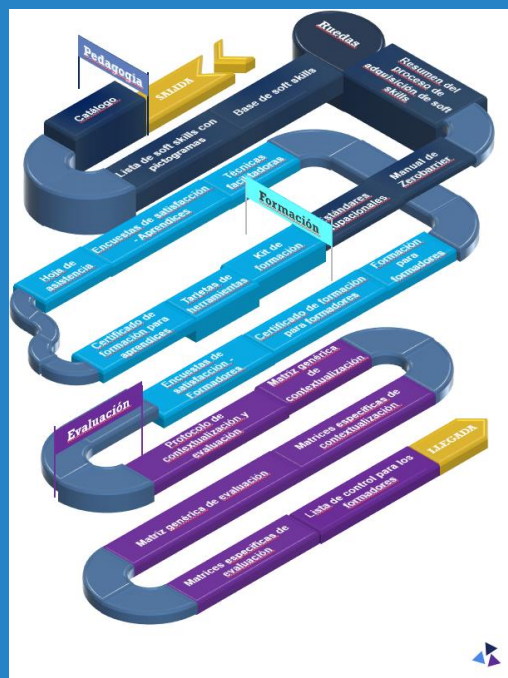 Pedagogía
SALIDA
Catálogo
Lista de soft skills con
pictogramas
Base de soft skills
Ruedas
Resumen del
proceso de
adquisición de soft
skills
Manual de
Zerobarrier
Formación
Técnicas
facilitadoras
Encuestas de satisfacción
- Aprendices
Hoja de
asistencia
Certificado de
formación para
aprendices
Tarjetas de
herramientas
Kit de
formación
Formación
para
formadores
Certificado de formación
para formadores
Encuestas de
satisfacción -
Formadores
Evaluación
Protocolo de
contextualización y
evaluación
Matriz genérica
de
contextualización
Matrices específicas de
contextualización
Matriz genérica de evaluación
Matrices específicas de
evaluación
Lista de control para los
formadores
LLEGADA